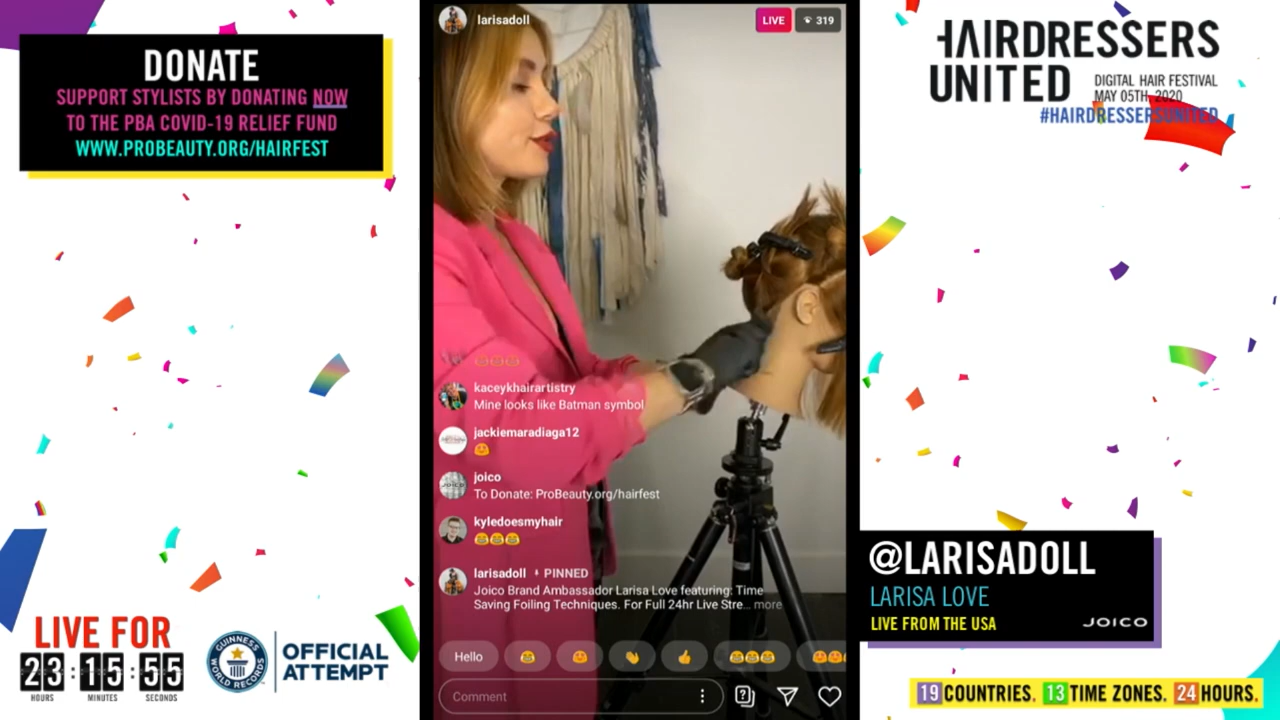 DONATE
SUPPORT STYLISTS BY DONATING NOW
TO THE PBA COVID-19 RELIEF FUND
WWW.PROBEAUTY.ORG/HAIRFEST
larisadoll
LIVE
319
HAIRDRESSERS
UNITED
DIGITAL HAIR FESTIVAL
MAY 05TH, 2020
#HAIRDRESSERSUNITED
kaceykhairartistry
Mine looks like Batman symbol
jackiemaradiaga12
joico
To Donate: ProBeauty.org/hairfest
kyledoesmyhair
larisadoll PINNED
Joico Brand Ambassador Larisa Love featuring: Time
Saving Foiling Techniques. For Full 24hr Live Stre... more
Hello
Comment
@LARISADOLL
LARISA LOVE
LIVE FROM THE USA
JOICO
LIVE FOR
23:15:55
HOURS MINUTES SECONDS
GUINNESS
WORLD RECORDS
OFFICIAL
ATTEMPT
19 COUNTRIES. 13 TIME ZONES. 24 HOURS.